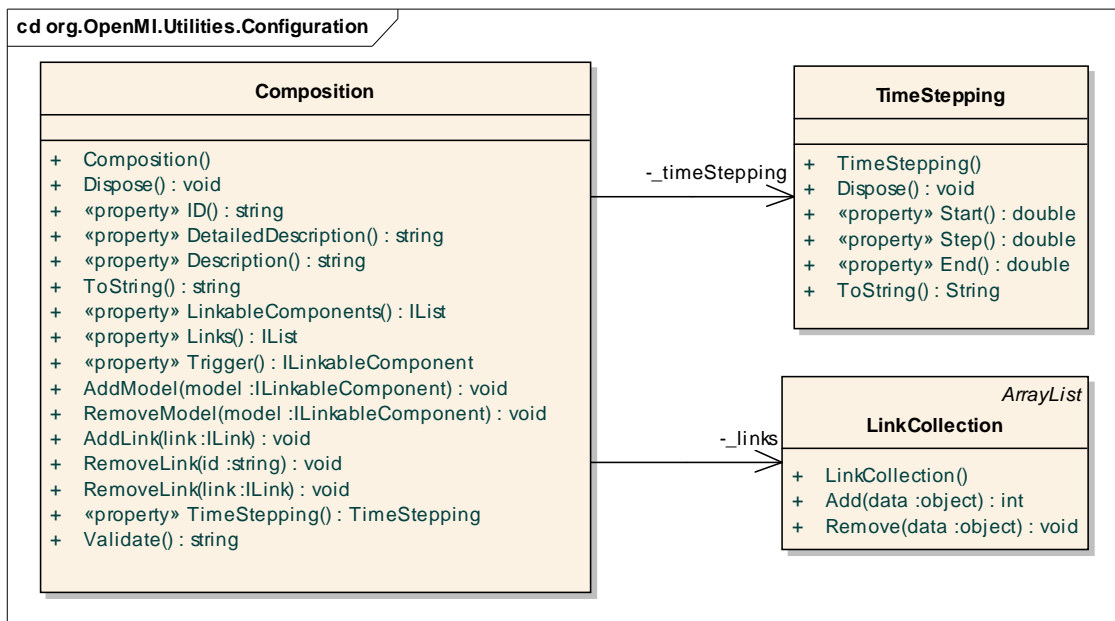 cd org.OpenMI.Utilities.Configuration
Composition
+ Composition()
+ Dispose() : void
+ «property» ID() : string
+ «property» DetailedDescription() : string
+ «property» Description() : string
+ ToString() : string
+ «property» LinkableComponents() : IList
+ «property» Links() : IList
+ «property» Trigger() : ILinkableComponent
+ AddModel(model :ILinkableComponent) : void
+ RemoveModel(model :ILinkableComponent) : void
+ AddLink(link :ILink) : void
+ RemoveLink(id :string) : void
+ RemoveLink(link :ILink) : void
+ «property» TimeStepping() : TimeStepping
+ Validate() : string
-_timeStepping
TimeStepping
+ TimeStepping()
+ Dispose() : void
+ «property» Start() : double
+ «property» Step() : double
+ «property» End() : double
+ ToString() : String
-_links
ArrayList
LinkCollection
+ LinkCollection()
+ Add(data :object) : int
+ Remove(data :object) : void